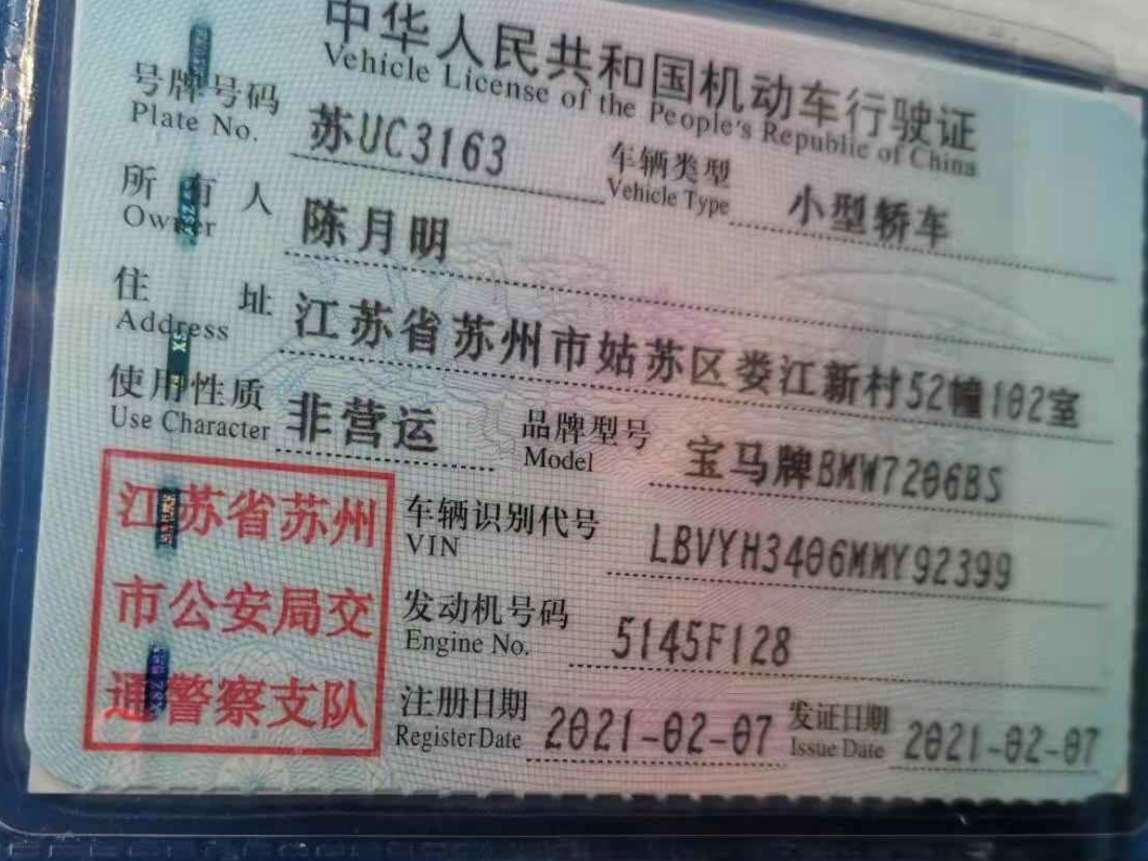 中华人民共和国机动车行驶证
Vehicle License of the People's Republic of China
号牌号码 苏UC3163 车辆类型 小型轿车
Plate No. Vehicle Type
所有人 陈月明
Owner
住址 江苏省苏州市姑苏区娄江新村52幢102室
Address
使用性质 非营运 品牌型号 宝马牌BMW7206BS
Use Character Model
江苏省苏州
市公安局交
通警察支队
车辆识别代号 LBVYH3406MMY92399
VIN
发动机号码 5145F128
Engine No.
注册日期 2021-02-07 发证日期 2021-02-07
Register Date Issue Date